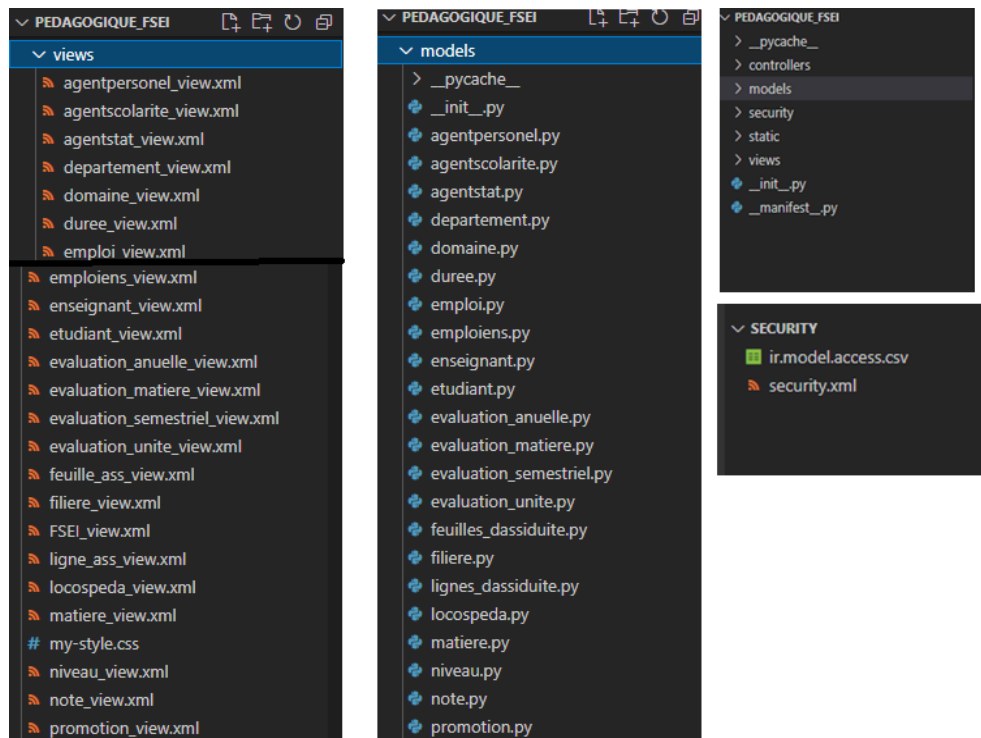 PEDAGOGIQUE_FSEI
views
agentpersonel_view.xml
agentscolarite_view.xml
agentstat_view.xml
departement_view.xml
domaine_view.xml
duree_view.xml
emploi_view.xml
emploiens_view.xml
enseignant_view.xml
etudiant_view.xml
evaluation_anuelle_view.xml
evaluation_matiere_view.xml
evaluation_semestriel_view.xml
evaluation_unite_view.xml
feuille_ass_view.xml
filiere_view.xml
FSEI_view.xml
ligne_ass_view.xml
locospeda_view.xml
matiere_view.xml
# my-style.css
niveau_view.xml
note_view.xml
promotion_view.xml
PEDAGOGIQUE_FSEI
models
__pycache__
__init__.py
agentpersonel.py
agentscolarite.py
agentstat.py
departement.py
domaine.py
duree.py
emploi.py
emploiens.py
enseignant.py
etudiant.py
evaluation_anuelle.py
evaluation_matiere.py
evaluation_semestriel.py
evaluation_unite.py
feuilles_dassiduite.py
filiere.py
lignes_dassiduite.py
locospeda.py
matiere.py
niveau.py
note.py
promotion.py
PEDAGOGIQUE_FSEI
__pycache__
controllers
models
security
static
views
__init__.py
__manifest__.py
SECURITY
ir.model.access.csv
security.xml